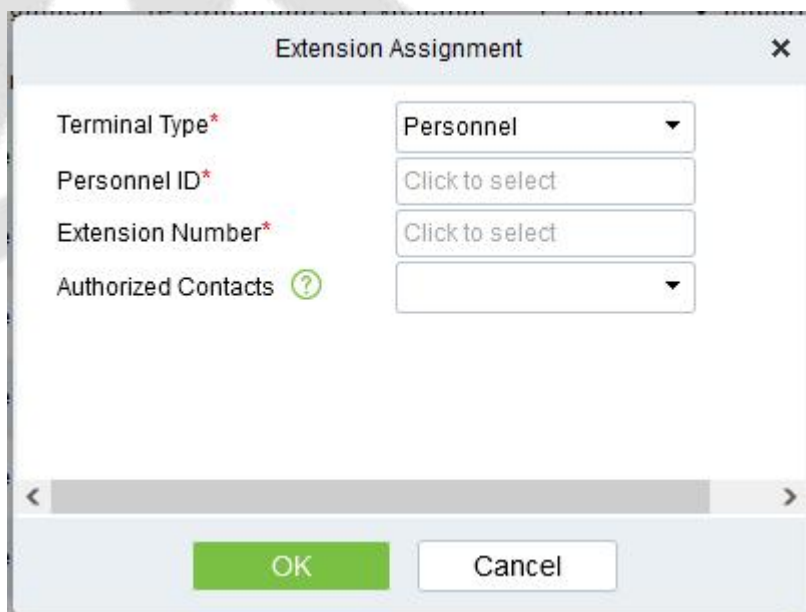 Extension Assignment
Terminal Type* Personnel
Personnel ID* Click to select
Extension Number* Click to select
Authorized Contacts ?
OK Cancel